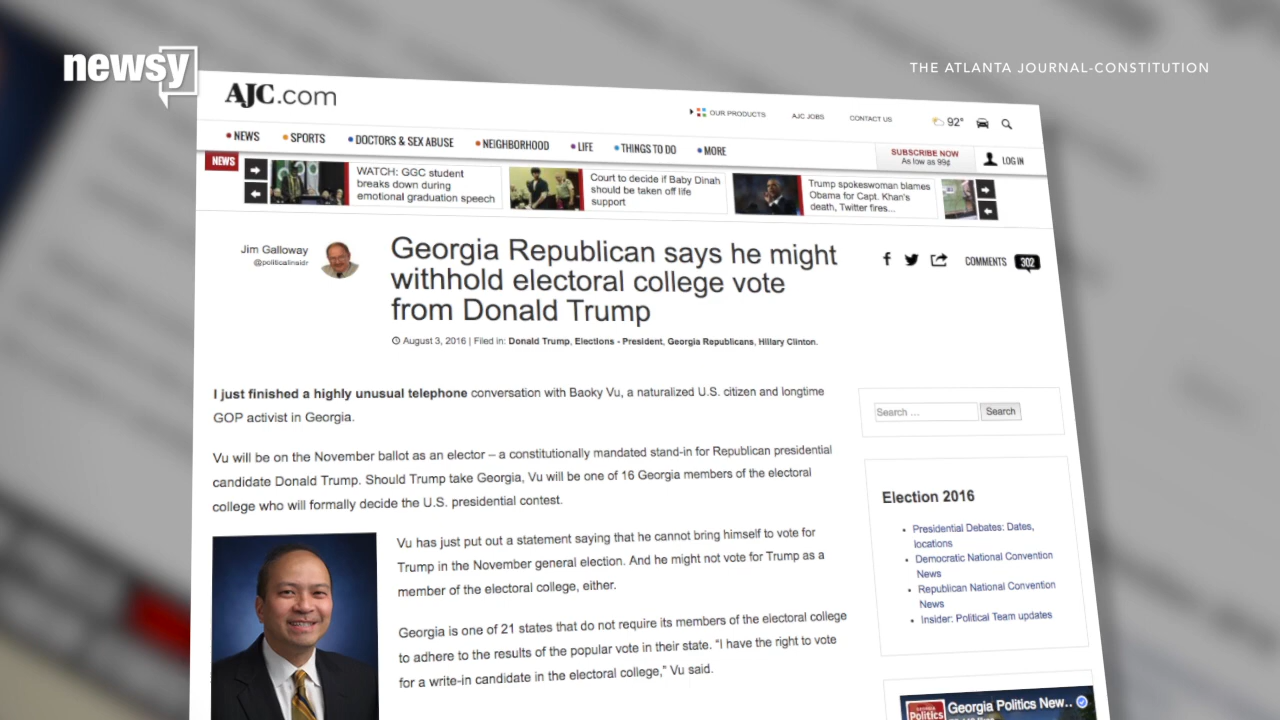 newsy
THE ATLANTA JOURNAL-CONSTITUTION
AJC.com
OUR PRODUCTS
AJC JOBS
CONTACT US
92°
NEWS
SPORTS
DOCTORS & SEX ABUSE
NEIGHBORHOOD
LIFE
THINGS TO DO
MORE
SUBSCRIBE NOW
As low as 99¢
LOG IN
NEWS
WATCH: GGC student
breaks down during
emotional graduation speech
Court to decide if Baby Dinah
should be taken off life
support
Trump spokeswoman blames
Obama for Capt. Khan's
death, Twitter fires...
Jim Galloway
@politicalinsidr
Georgia Republican says he might
withhold electoral college vote
from Donald Trump
COMMENTS 302
August 3, 2016 | Filed in: Donald Trump, Elections - President, Georgia Republicans, Hillary Clinton.
I just finished a highly unusual telephone conversation with Baoky Vu, a naturalized U.S. citizen and longtime
GOP activist in Georgia.
Vu will be on the November ballot as an elector – a constitutionally mandated stand-in for Republican presidential
candidate Donald Trump. Should Trump take Georgia, Vu will be one of 16 Georgia members of the electoral
college who will formally decide the U.S. presidential contest.
Vu has just put out a statement saying that he cannot bring himself to vote for
Trump in the November general election. And he might not vote for Trump as a
member of the electoral college, either.
Georgia is one of 21 states that do not require its members of the electoral college
to adhere to the results of the popular vote in their state. “I have the right to vote
for a write-in candidate in the electoral college,” Vu said.
Search ...
Search
Election 2016
Presidential Debates: Dates,
locations
Democratic National Convention
News
Republican National Convention
News
Insider: Political Team updates
Politics
Georgia Politics New..